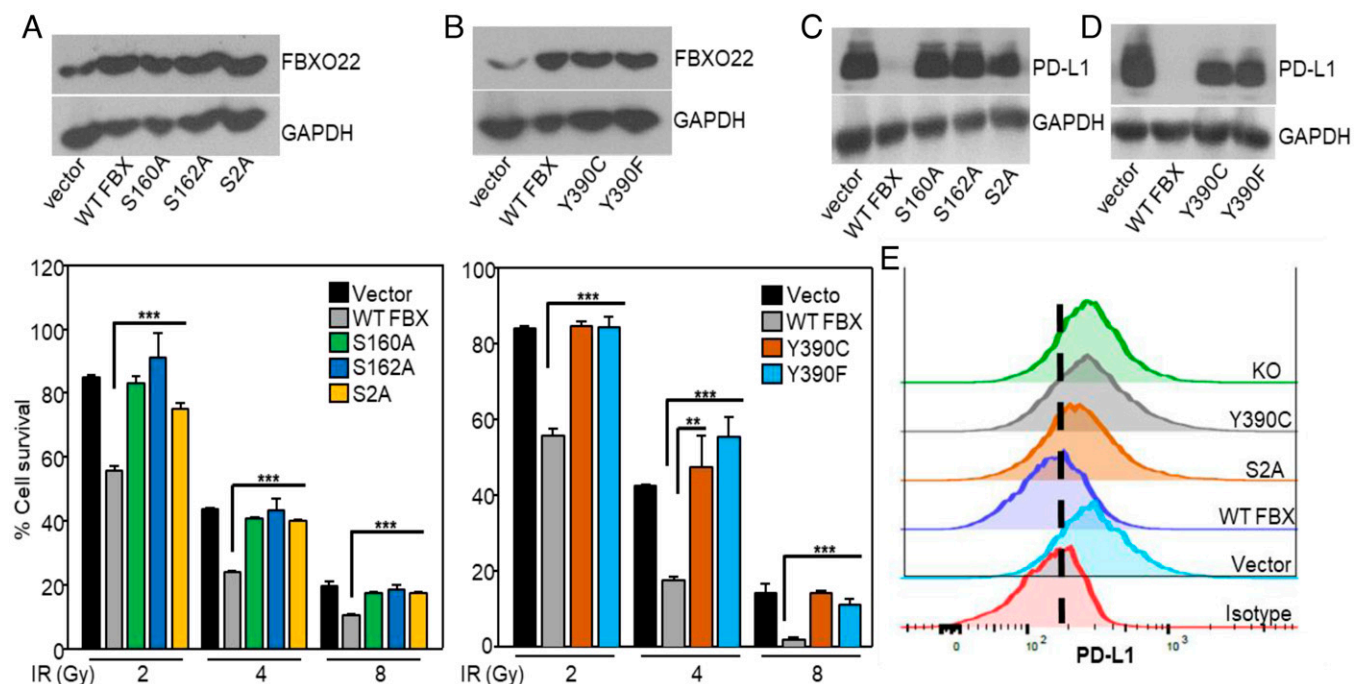 A
FBXO22
GAPDH
vector
WT FBX
S160A
S162A
S2A
B
FBXO22
GAPDH
vector
WT FBX
Y390C
Y390F
C
PD-L1
GAPDH
vector
WT FBX
S160A
S162A
S2A
D
PD-L1
GAPDH
vector
WT FBX
Y390C
Y390F
% Cell survival
120
100
80
60
40
20
0
***
***
***
Vector
WT FBX
S160A
S162A
S2A
IR (Gy) 2 4 8
100
80
60
40
20
0
***
***
**
***
Vecto
WT FBX
Y390C
Y390F
IR (Gy) 2 4 8
E
KO
Y390C
S2A
WT FBX
Vector
Isotype
0 10² 10³
PD-L1